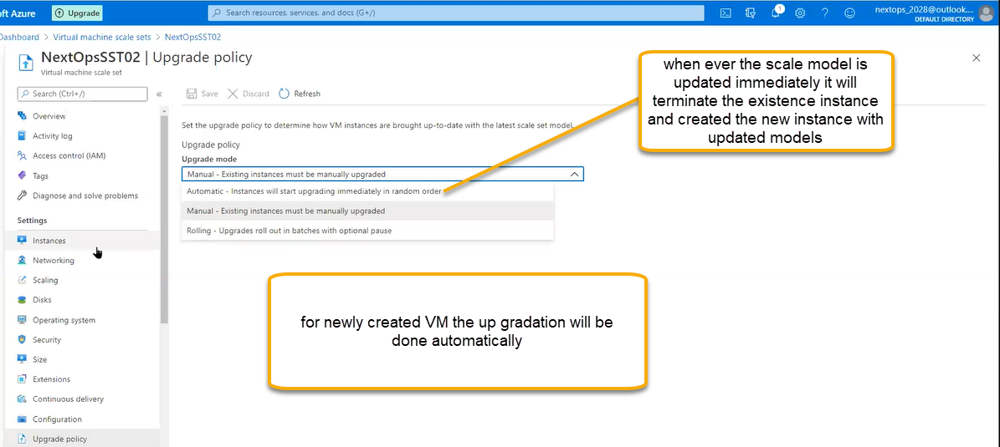 oft Azure
Upgrade
Search resources, services, and docs (G+/)
1
nextops_2028@outlook....
DEFAULT DIRECTORY
Dashboard > Virtual machine scale sets > NextOpsSST02
NextOpsSST02 | Upgrade policy
Virtual machine scale set
Search (Ctrl+/)
«
Save
Discard
Refresh
Overview
Activity log
Access control (IAM)
Tags
Diagnose and solve problems
Settings
Instances
Networking
Scaling
Disks
Operating system
Security
Size
Extensions
Continuous delivery
Configuration
Upgrade policy
Set the upgrade policy to determine how VM instances are brought up-to-date with the latest scale set model.
Upgrade policy
Upgrade mode
Manual - Existing instances must be manually upgraded
Automatic - Instances will start upgrading immediately in random order
Manual - Existing instances must be manually upgraded
Rolling - Upgrades roll out in batches with optional pause
when ever the scale model is
updated immediately it will
terminate the existence instance
and created the new instance with
updated models
for newly created VM the up gradation will be
done automatically